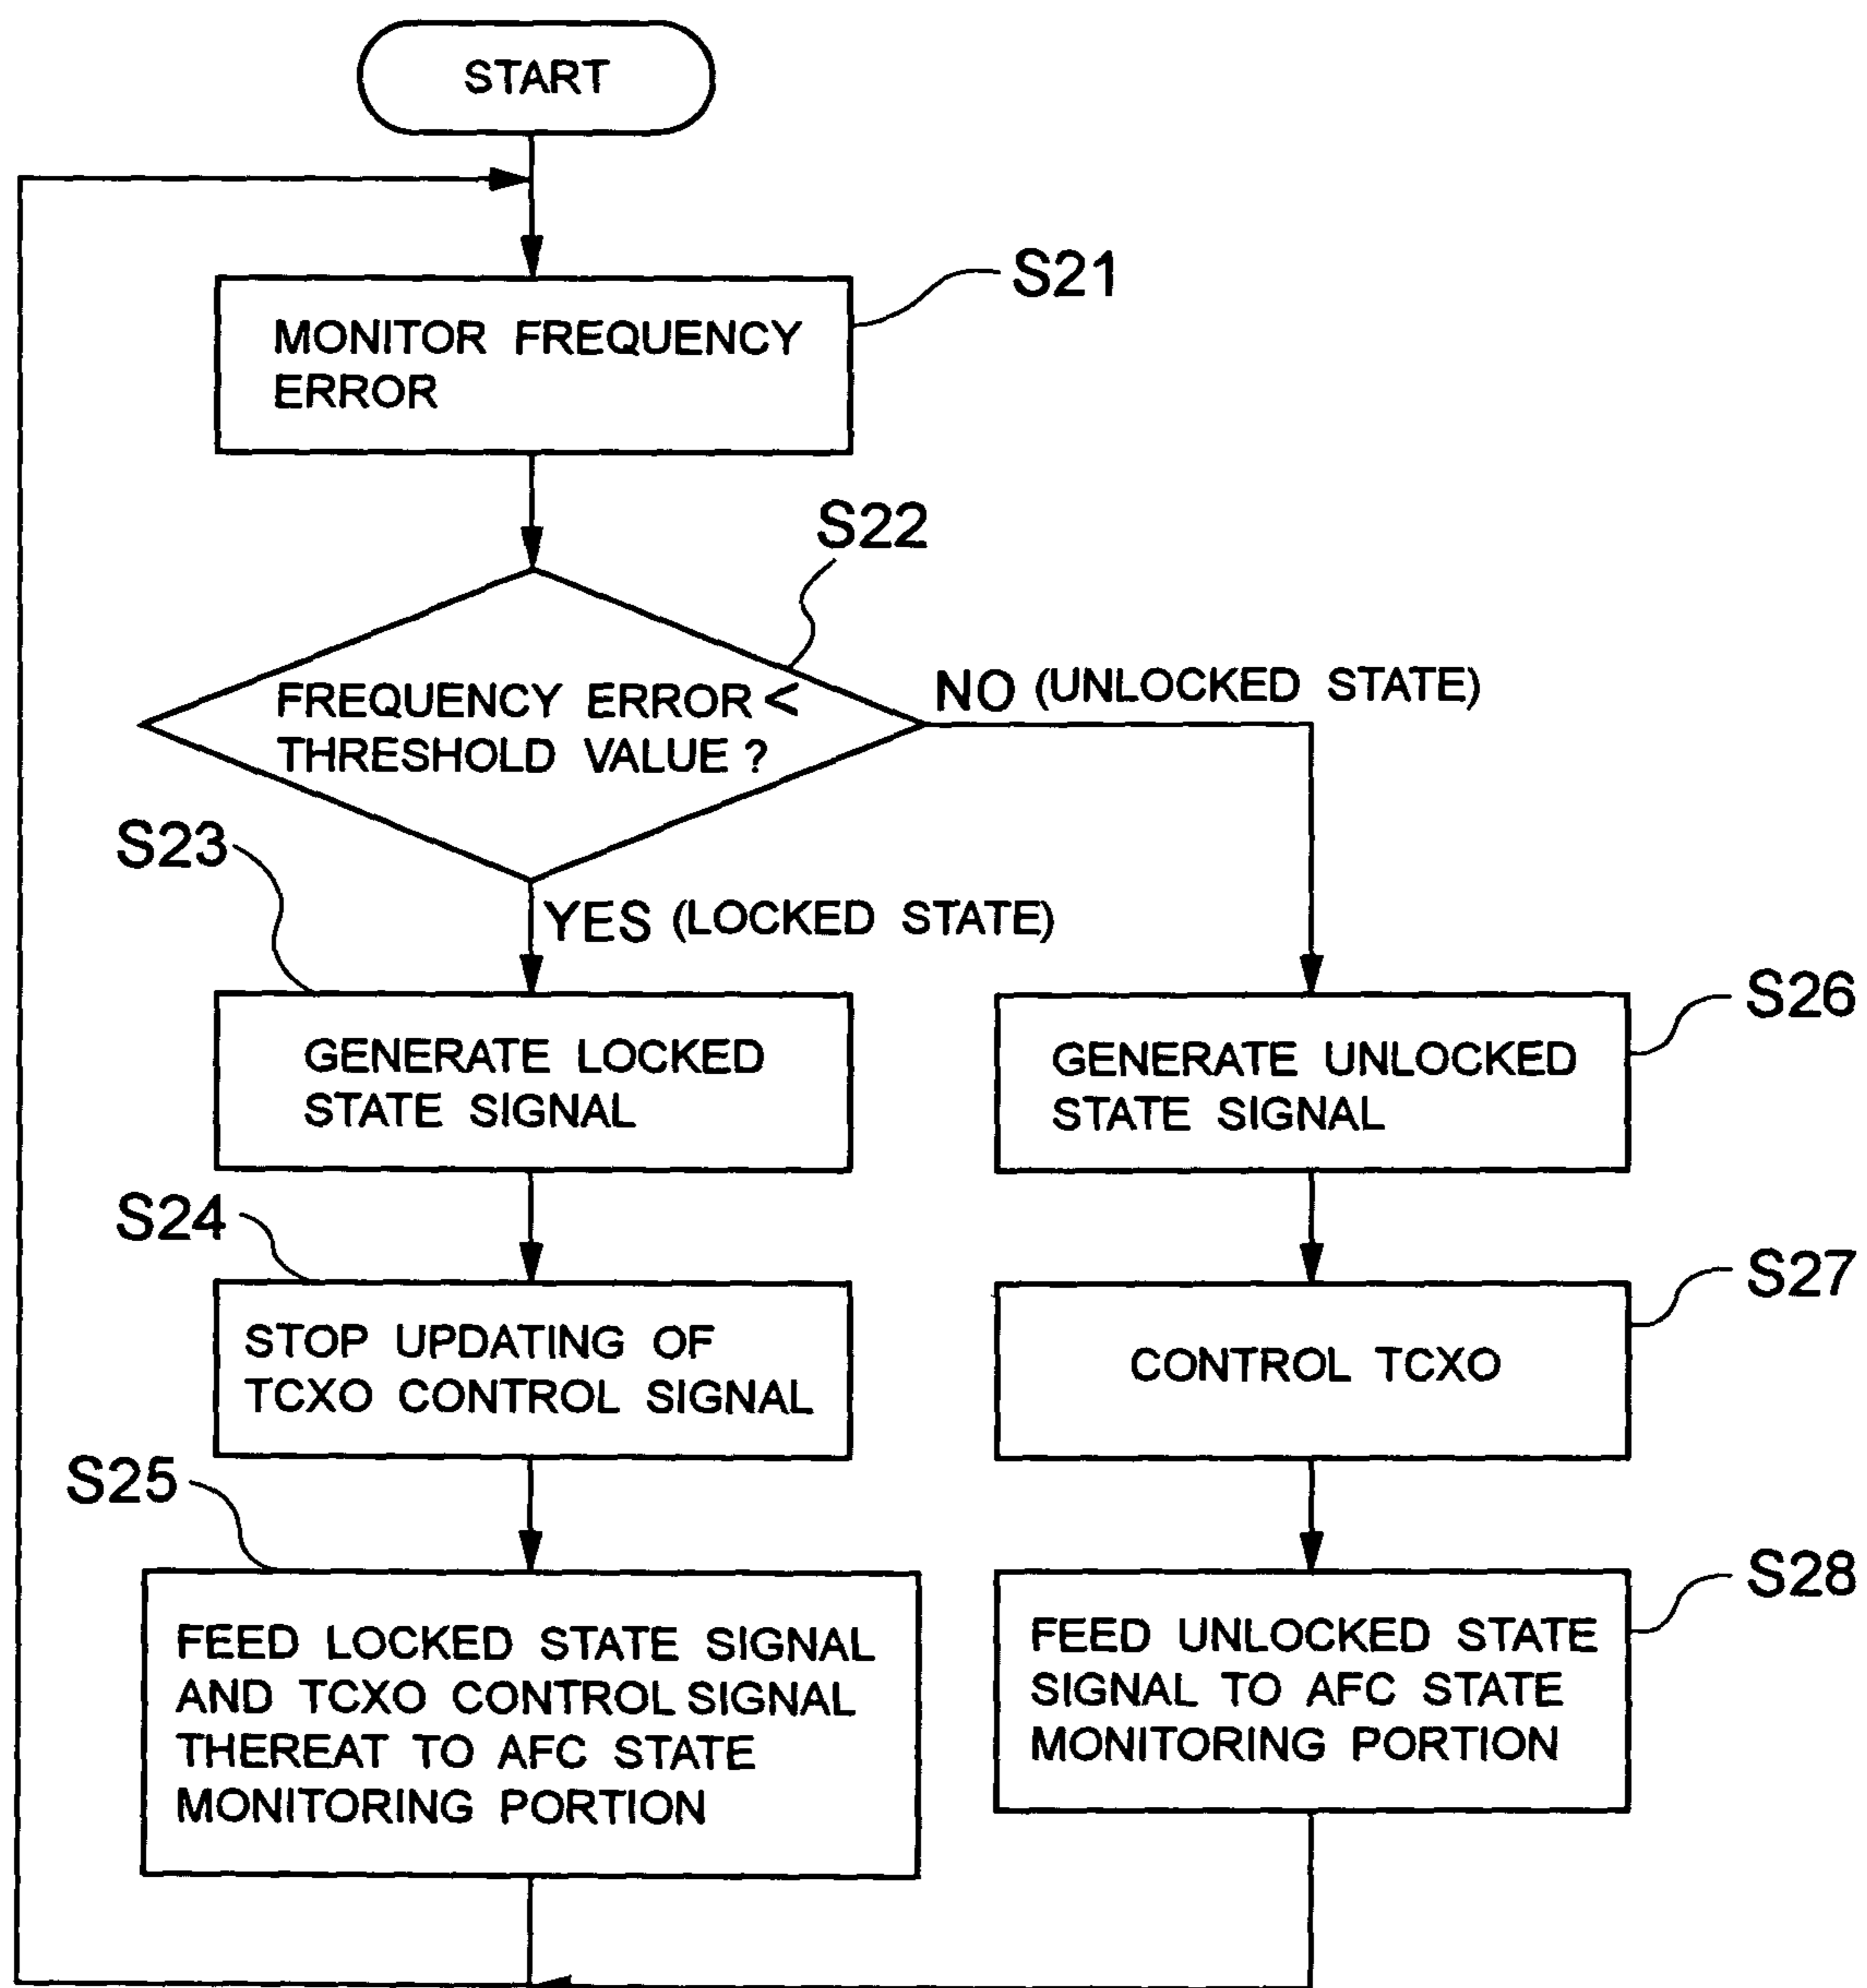 START
S21
MONITOR FREQUENCY
ERROR
S22
FREQUENCY ERROR <
THRESHOLD VALUE ?
NO (UNLOCKED STATE)
YES (LOCKED STATE)
S23
GENERATE LOCKED
STATE SIGNAL
S26
GENERATE UNLOCKED
STATE SIGNAL
S24
STOP UPDATING OF
TCXO CONTROL SIGNAL
S27
CONTROL TCXO
S25
FEED LOCKED STATE SIGNAL
AND TCXO CONTROL SIGNAL
THEREAT TO AFC STATE
MONITORING PORTION
S28
FEED UNLOCKED STATE
SIGNAL TO AFC STATE
MONITORING PORTION